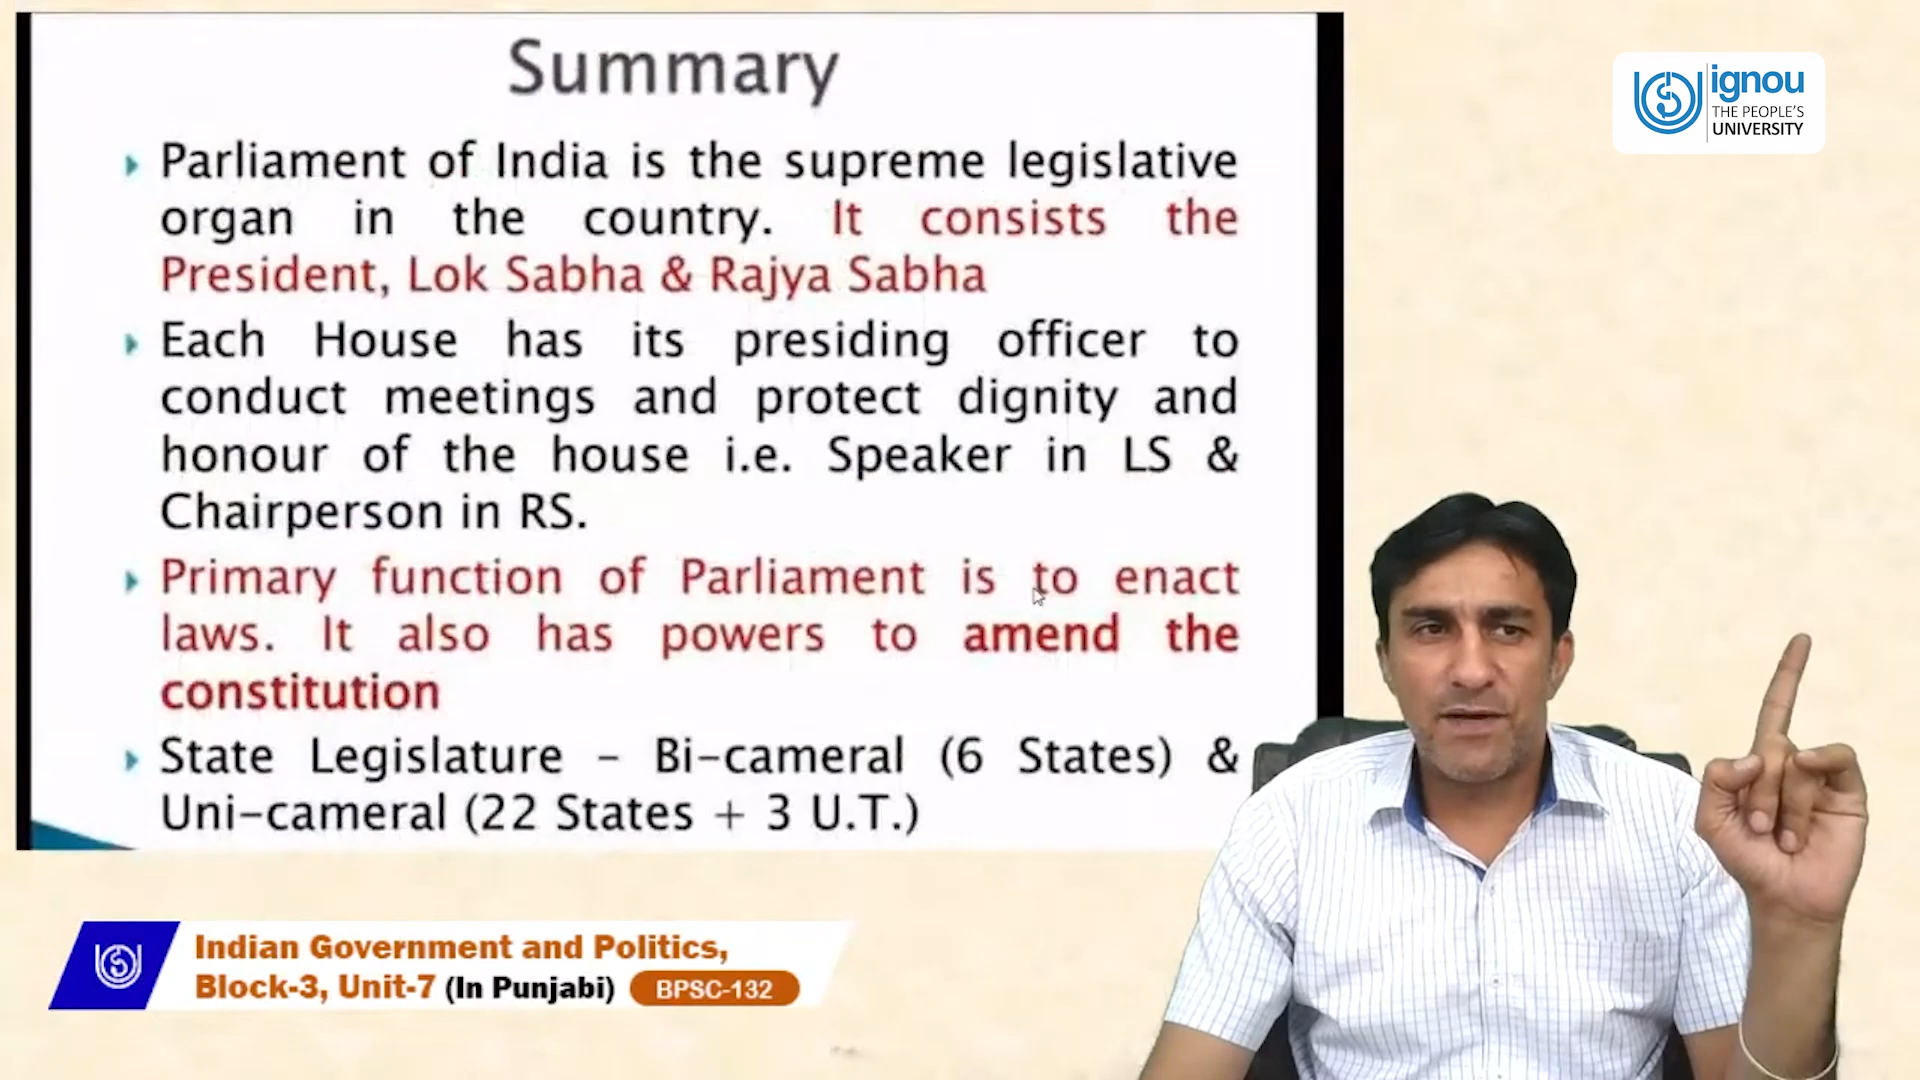 Summary
Parliament of India is the supreme legislative
organ in the country. It consists the
President, Lok Sabha & Rajya Sabha
Each House has its presiding officer to
conduct meetings and protect dignity and
honour of the house i.e. Speaker in LS &
Chairperson in RS.
Primary function of Parliament is to enact
laws. It also has powers to amend the
constitution
State Legislature - Bi-cameral (6 States) &
Uni-cameral (22 States + 3 U.T.)
ignou
THE PEOPLE'S
UNIVERSITY
Indian Government and Politics,
Block-3, Unit-7 (In Punjabi) BPSC-132